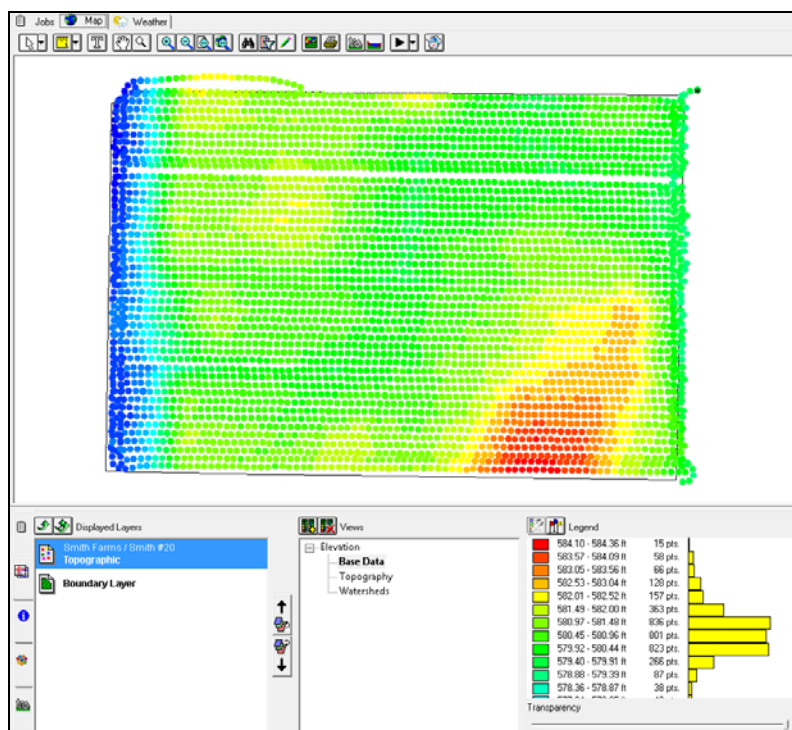 Jobs Map Weather
Displayed Layers
Smith Farms / Smith #20
Topographic
Boundary Layer
Views
Elevation
Base Data
Topography
Watersheds
Legend
584.10 - 584.36 ft 15 pts.
583.57 - 584.09 ft 58 pts.
583.05 - 583.56 ft 66 pts.
582.53 - 583.04 ft 128 pts.
582.01 - 582.52 ft 157 pts.
581.49 - 582.00 ft 363 pts.
580.97 - 581.48 ft 836 pts.
580.45 - 580.96 ft 801 pts.
579.92 - 580.44 ft 823 pts.
579.40 - 579.91 ft 266 pts.
578.88 - 579.39 ft 87 pts.
578.36 - 578.87 ft 38 pts.
Transparency